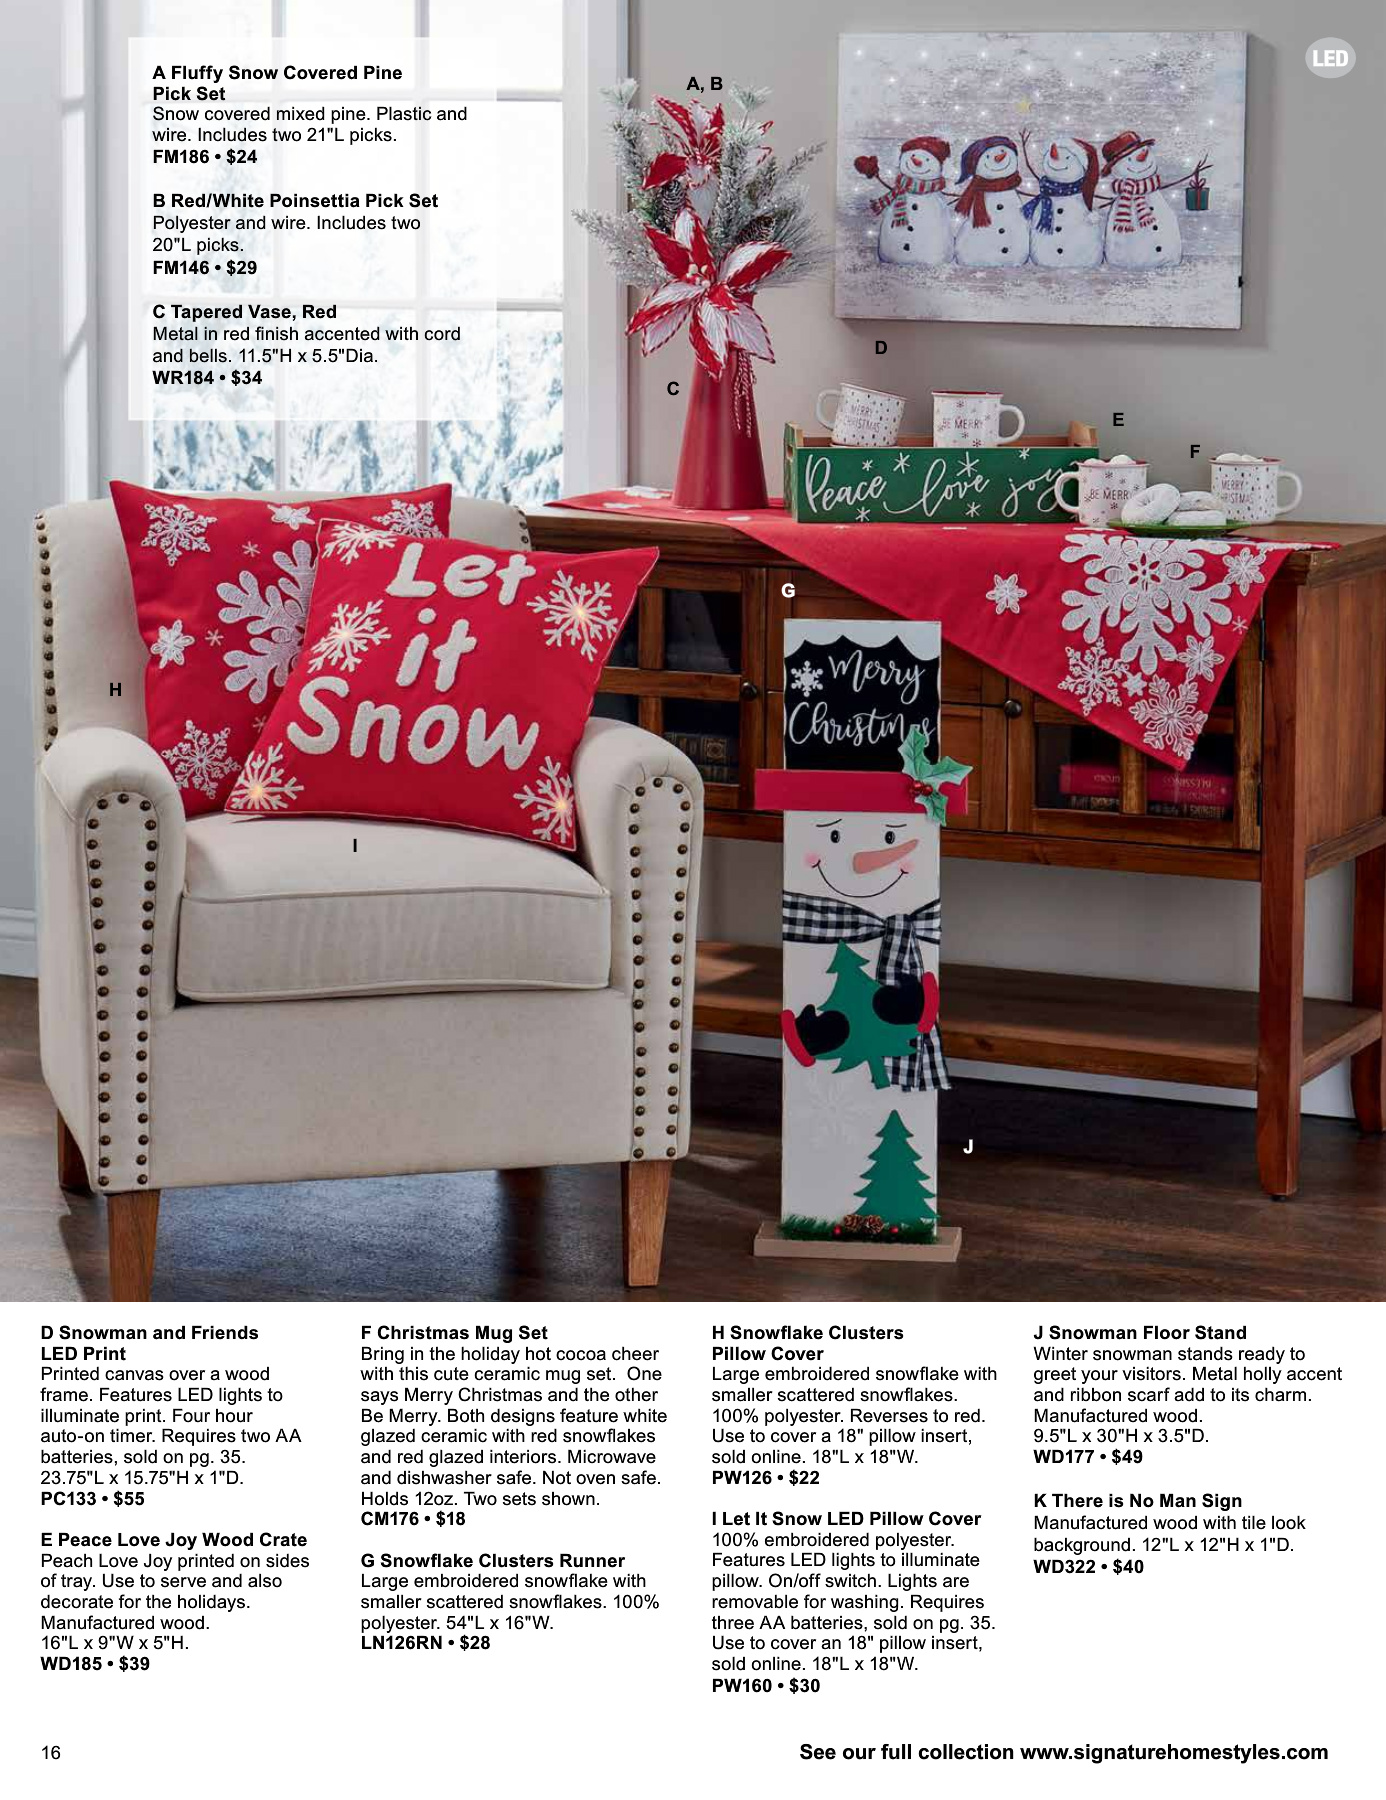 LED
A Fluffy Snow Covered Pine
Pick Set
Snow covered mixed pine. Plastic and
wire. Includes two 21"L picks.
FM186 • $24
B Red/White Poinsettia Pick Set
Polyester and wire. Includes two
20"L picks.
FM146 • $29
C Tapered Vase, Red
Metal in red finish accented with cord
and bells. 11.5"H x 5.5"Dia.
WR184 • $34
A, B
D
C
E
F
MERRY
CHRISTMAS
BE MERRY
Peace love joy
BE MERRY
MERRY
CHRISTMAS
G
Let
it
Snow
H
I
Merry
Christmas
J
D Snowman and Friends
LED Print
Printed canvas over a wood
frame. Features LED lights to
illuminate print. Four hour
auto-on timer. Requires two AA
batteries, sold on pg. 35.
23.75"L x 15.75"H x 1"D.
PC133 • $55
E Peace Love Joy Wood Crate
Peach Love Joy printed on sides
of tray. Use to serve and also
decorate for the holidays.
Manufactured wood.
16"L x 9"W x 5"H.
WD185 • $39
F Christmas Mug Set
Bring in the holiday hot cocoa cheer
with this cute ceramic mug set.  One
says Merry Christmas and the other
Be Merry. Both designs feature white
glazed ceramic with red snowflakes
and red glazed interiors. Microwave
and dishwasher safe. Not oven safe.
Holds 12oz. Two sets shown.
CM176 • $18
G Snowflake Clusters Runner
Large embroidered snowflake with
smaller scattered snowflakes. 100%
polyester. 54"L x 16"W.
LN126RN • $28
H Snowflake Clusters
Pillow Cover
Large embroidered snowflake with
smaller scattered snowflakes.
100% polyester. Reverses to red.
Use to cover a 18" pillow insert,
sold online. 18"L x 18"W.
PW126 • $22
I Let It Snow LED Pillow Cover
100% embroidered polyester.
Features LED lights to illuminate
pillow. On/off switch. Lights are
removable for washing. Requires
three AA batteries, sold on pg. 35.
Use to cover an 18" pillow insert,
sold online. 18"L x 18"W.
PW160 • $30
J Snowman Floor Stand
Winter snowman stands ready to
greet your visitors. Metal holly accent
and ribbon scarf add to its charm.
Manufactured wood.
9.5"L x 30"H x 3.5"D.
WD177 • $49
K There is No Man Sign
Manufactured wood with tile look
background. 12"L x 12"H x 1"D.
WD322 • $40
16
See our full collection www.signaturehomestyles.com